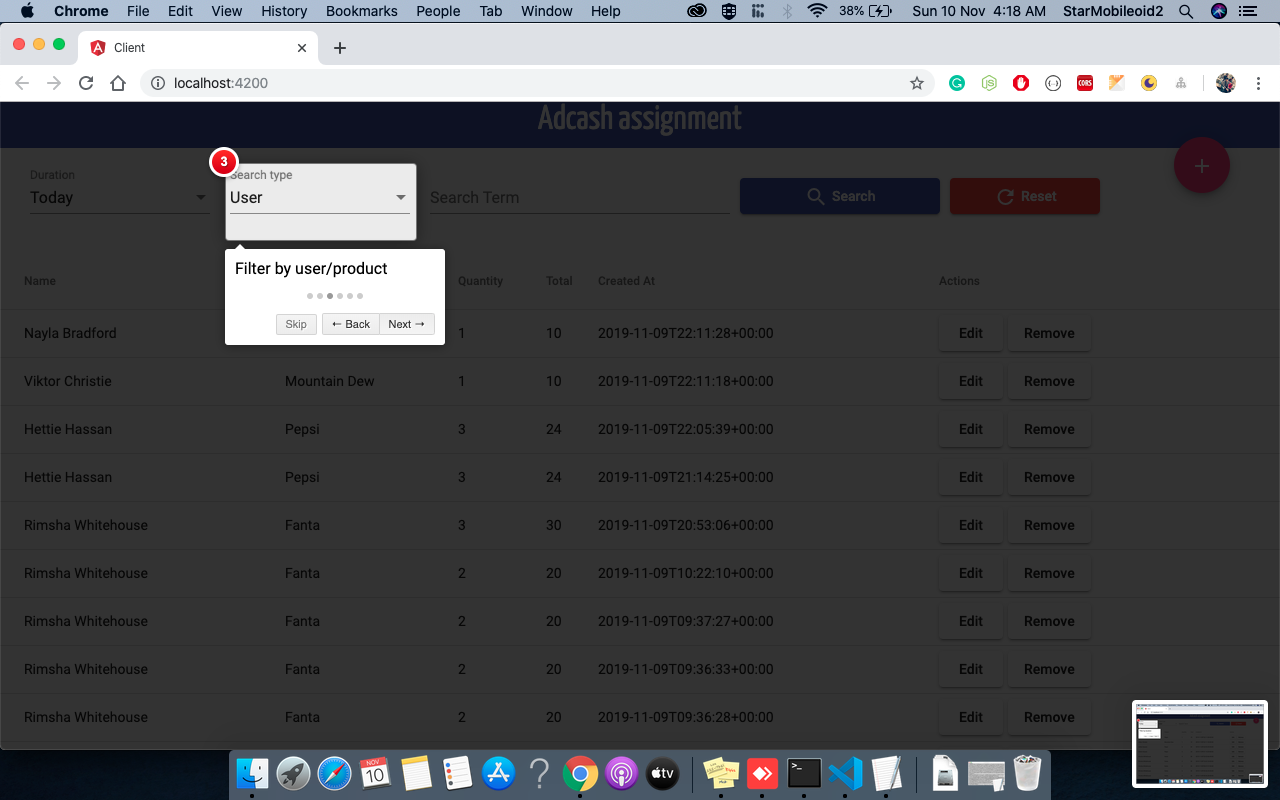 Chrome File Edit View History Bookmarks People Tab Window Help 38% Sun 10 Nov 4:18 AM StarMobileoid2
Client
localhost:4200
CORS
Adcash assignment
3
Duration
Today
Search type
User
Search Term
Search
Reset
Filter by user/product
Skip
← Back
Next →
Name Quantity Total Created At Actions
Nayla Bradford 1 10 2019-11-09T22:11:28+00:00 Edit Remove
Viktor Christie Mountain Dew 1 10 2019-11-09T22:11:18+00:00 Edit Remove
Hettie Hassan Pepsi 3 24 2019-11-09T22:05:39+00:00 Edit Remove
Hettie Hassan Pepsi 3 24 2019-11-09T21:14:25+00:00 Edit Remove
Rimsha Whitehouse Fanta 3 30 2019-11-09T20:53:06+00:00 Edit Remove
Rimsha Whitehouse Fanta 2 20 2019-11-09T10:22:10+00:00 Edit Remove
Rimsha Whitehouse Fanta 2 20 2019-11-09T09:37:27+00:00 Edit Remove
Rimsha Whitehouse Fanta 2 20 2019-11-09T09:36:33+00:00 Edit Remove
Rimsha Whitehouse Fanta 2 20 2019-11-09T09:36:28+00:00 Edit Remove
NOV
10
tv